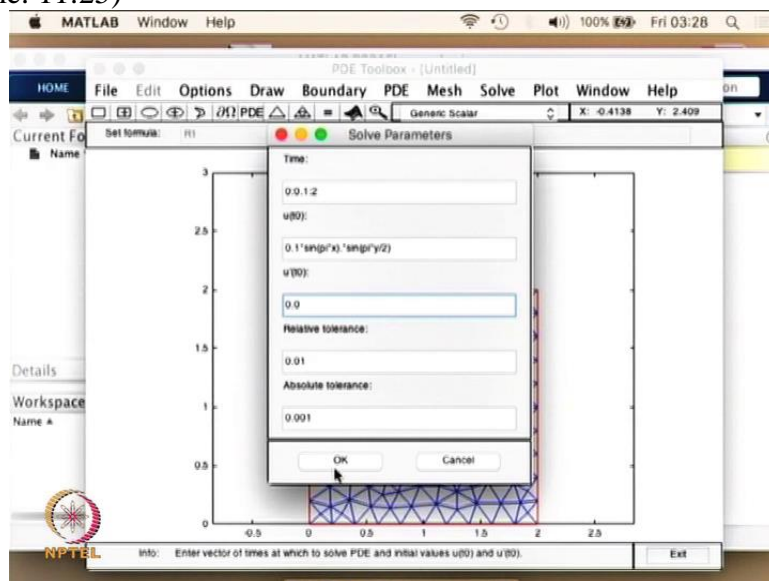 MATLAB Window Help 100% Fri 03:28
PDE Toolbox - [Untitled]
HOME
File Edit Options Draw Boundary PDE Mesh Solve Plot Window Help
∂Ω PDE = Generic Scalar X: -0.4138 Y: 2.409
Current Fo
Set formula: R1
Name
Solve Parameters
Time:
0:0.1:2
u(t0):
0.1*sin(pi*x).*sin(pi*y/2)
u'(t0):
0.0
Relative tolerance:
0.01
Absolute tolerance:
0.001
OK Cancel
3
2.5
2
1.5
1
0.5
0
-0.5 0 0.5 1 1.5 2 2.5
Details
Workspace
Name
NPTEL
Info: Enter vector of times at which to solve PDE and initial values u(t0) and u'(t0).
Exit